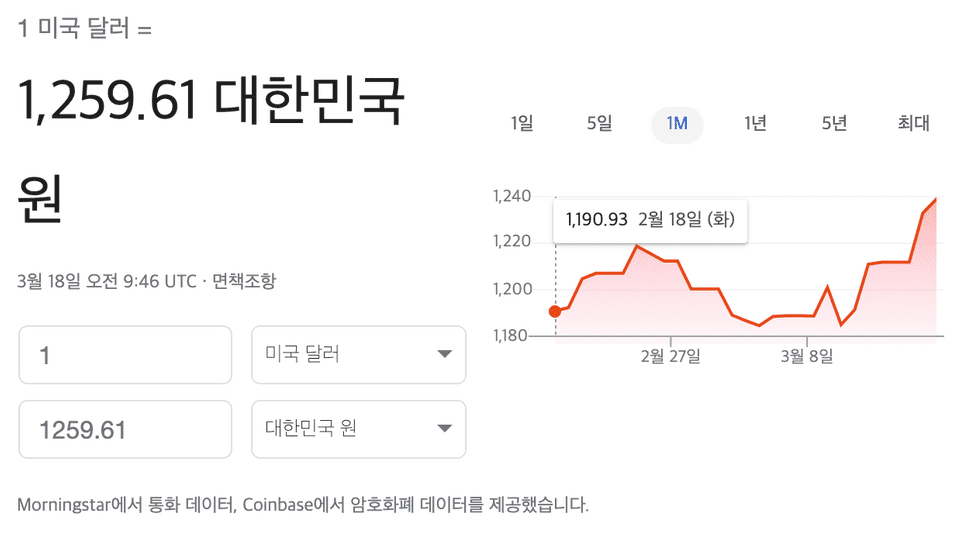 1 미국 달러 =
1,259.61 대한민국
원
3월 18일 오전 9:46 UTC · 면책조항
1
미국 달러
1259.61
대한민국 원
1일
5일
1M
1년
5년
최대
1,240
1,220
1,200
1,180
1,190.93 2월 18일 (화)
2월 27일
3월 8일
Morningstar에서 통화 데이터, Coinbase에서 암호화폐 데이터를 제공했습니다.